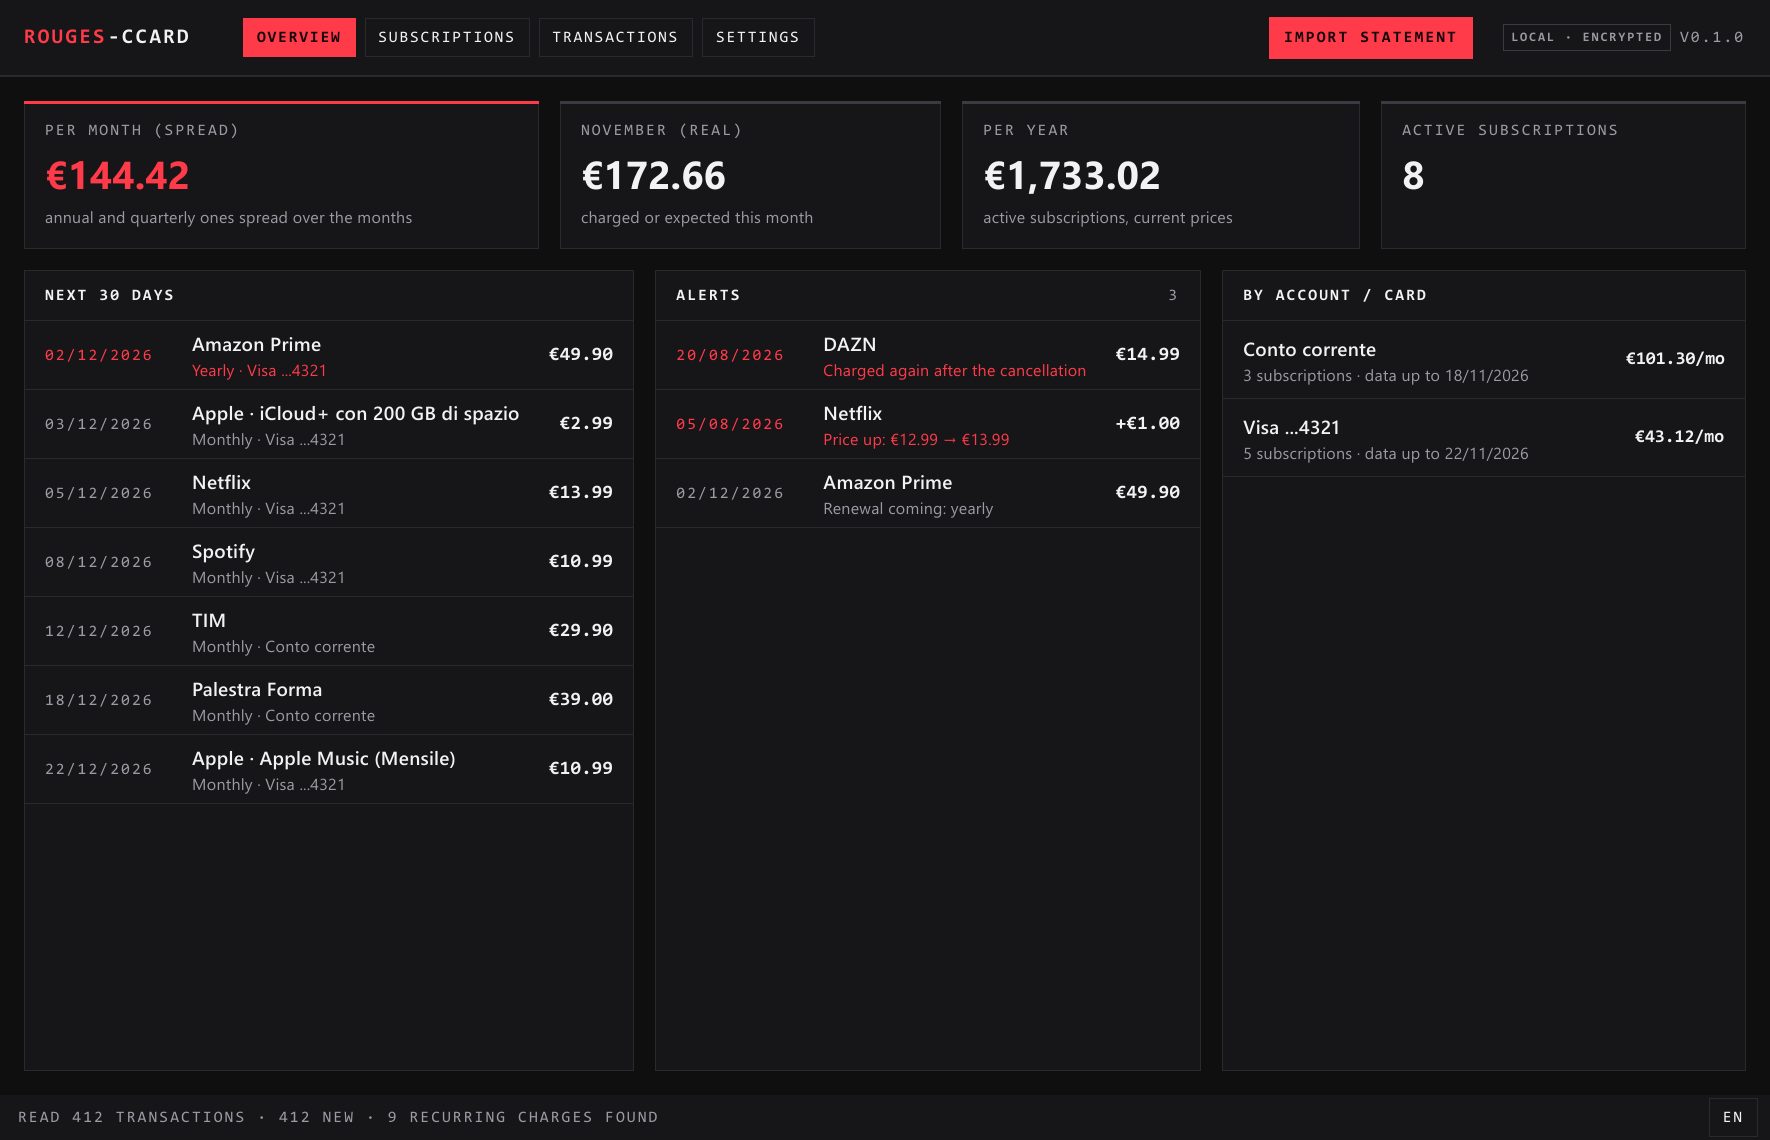 ROUGES-CCARD
OVERVIEW
SUBSCRIPTIONS
TRANSACTIONS
SETTINGS
IMPORT STATEMENT
LOCAL · ENCRYPTED
V0.1.0
PER MONTH (SPREAD)
€144.42
annual and quarterly ones spread over the months
NOVEMBER (REAL)
€172.66
charged or expected this month
PER YEAR
€1,733.02
active subscriptions, current prices
ACTIVE SUBSCRIPTIONS
8
NEXT 30 DAYS
02/12/2026 Amazon Prime €49.90
Yearly · Visa ...4321
03/12/2026 Apple · iCloud+ con 200 GB di spazio €2.99
Monthly · Visa ...4321
05/12/2026 Netflix €13.99
Monthly · Visa ...4321
08/12/2026 Spotify €10.99
Monthly · Visa ...4321
12/12/2026 TIM €29.90
Monthly · Conto corrente
18/12/2026 Palestra Forma €39.00
Monthly · Conto corrente
22/12/2026 Apple · Apple Music (Mensile) €10.99
Monthly · Visa ...4321
ALERTS 3
20/08/2026 DAZN €14.99
Charged again after the cancellation
05/08/2026 Netflix +€1.00
Price up: €12.99 → €13.99
02/12/2026 Amazon Prime €49.90
Renewal coming: yearly
BY ACCOUNT / CARD
Conto corrente €101.30/mo
3 subscriptions · data up to 18/11/2026
Visa ...4321 €43.12/mo
5 subscriptions · data up to 22/11/2026
READ 412 TRANSACTIONS · 412 NEW · 9 RECURRING CHARGES FOUND
EN